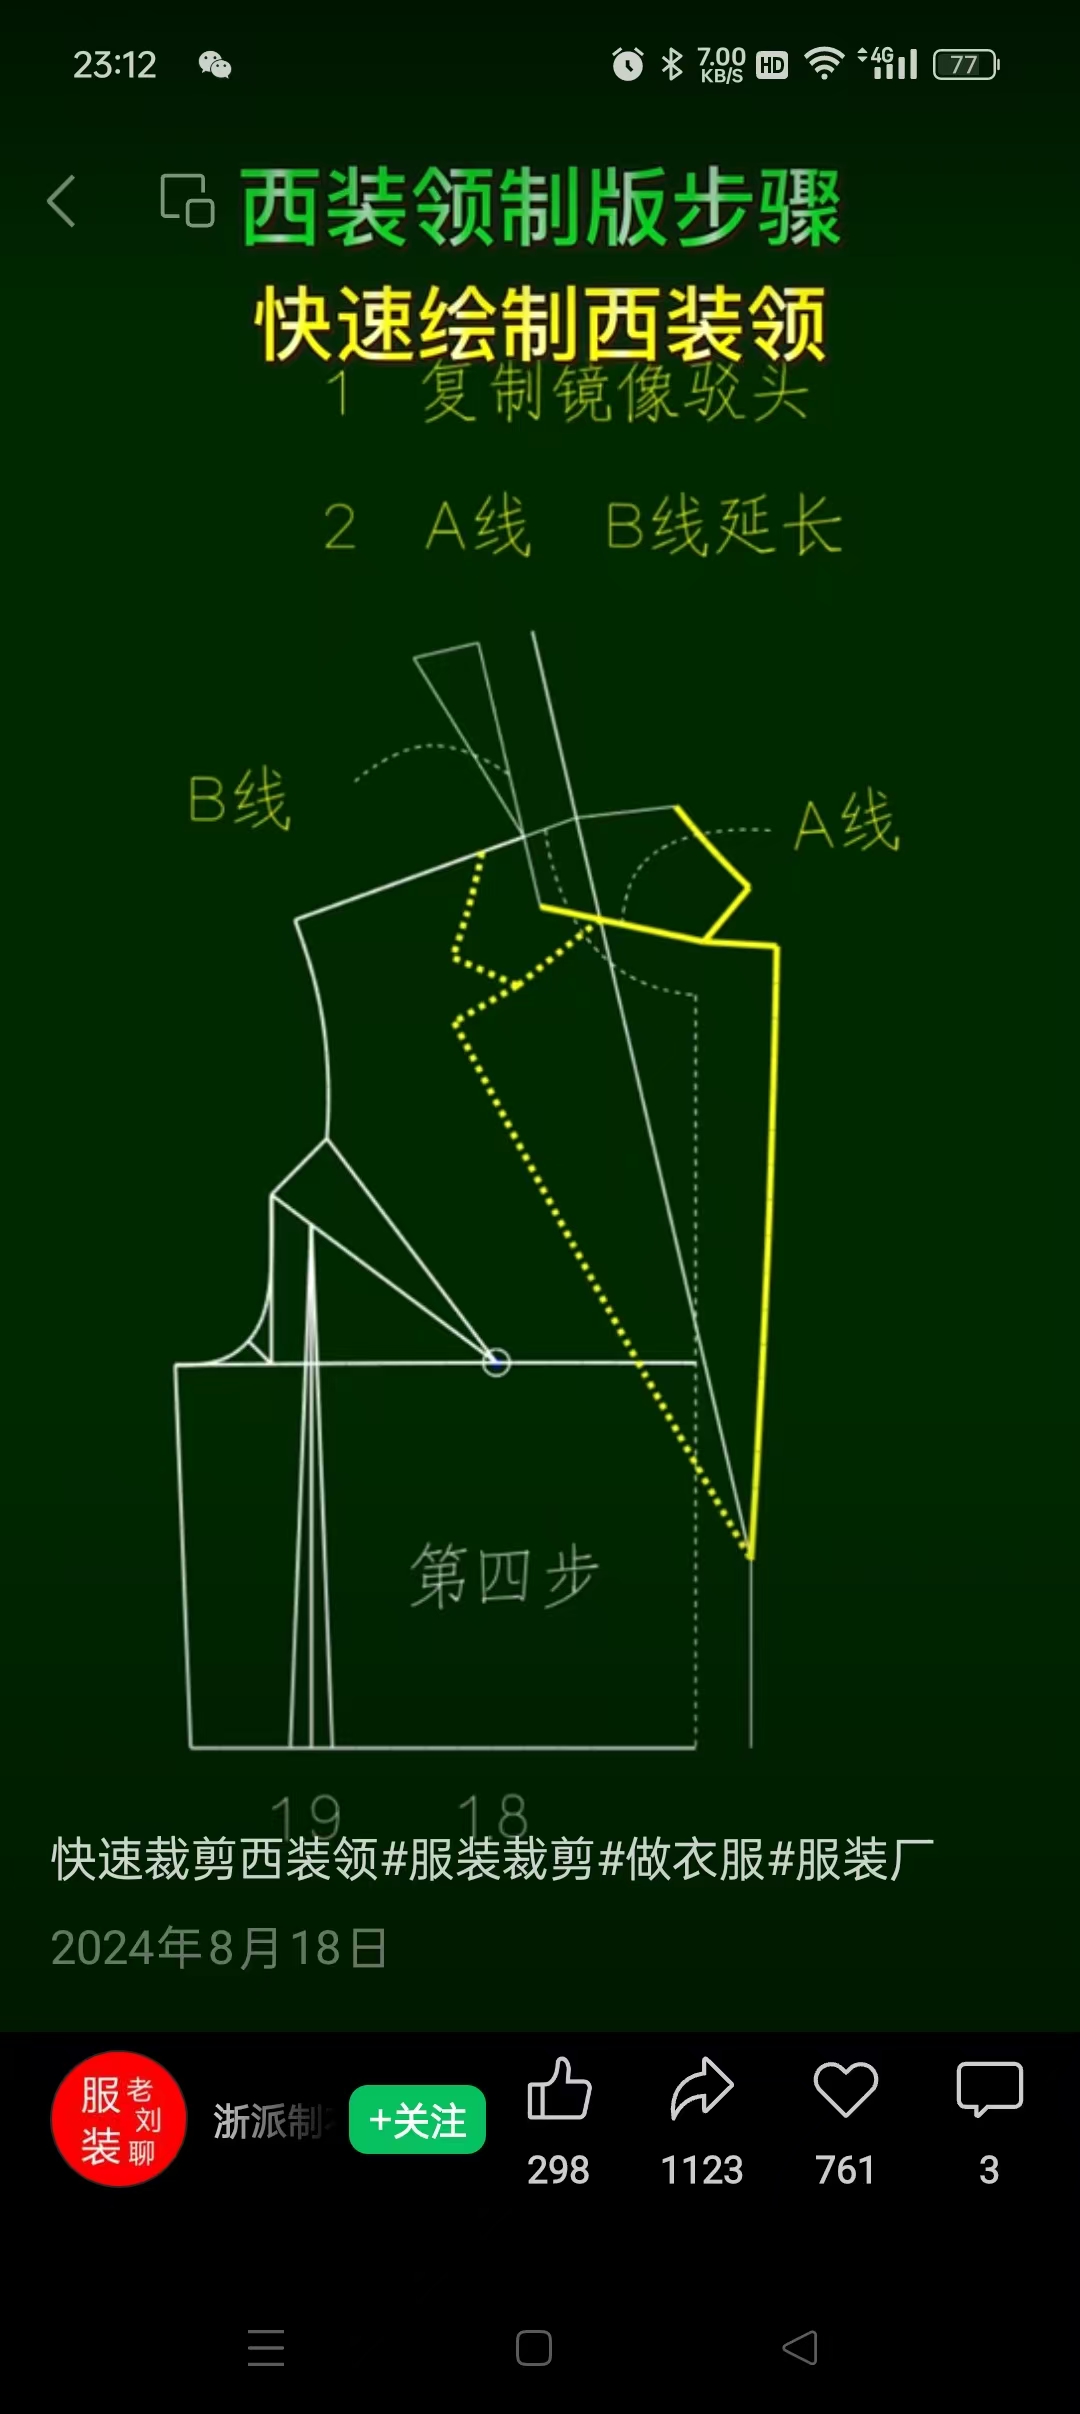 23:12
7.00
KB/S
HD
4G
77
西装领制版步骤
快速绘制西装领
1 复制镜像驳头
2 A线 B线延长
B线
A线
第四步
19 18
快速裁剪西装领#服装裁剪#做衣服#服装厂
2024年8月18日
服装
老刘聊
浙派制
+关注
298
1123
761
3